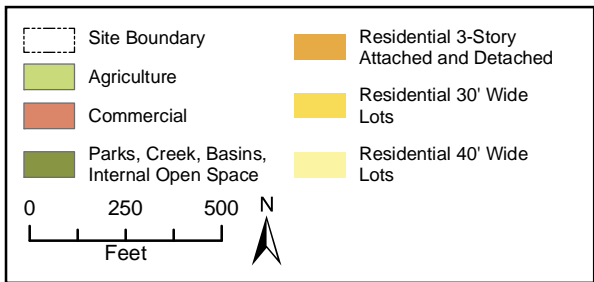 Site Boundary
Agriculture
Commercial
Parks, Creek, Basins,
Internal Open Space
Residential 3-Story
Attached and Detached
Residential 30' Wide
Lots
Residential 40' Wide
Lots
0 250 500
Feet
N